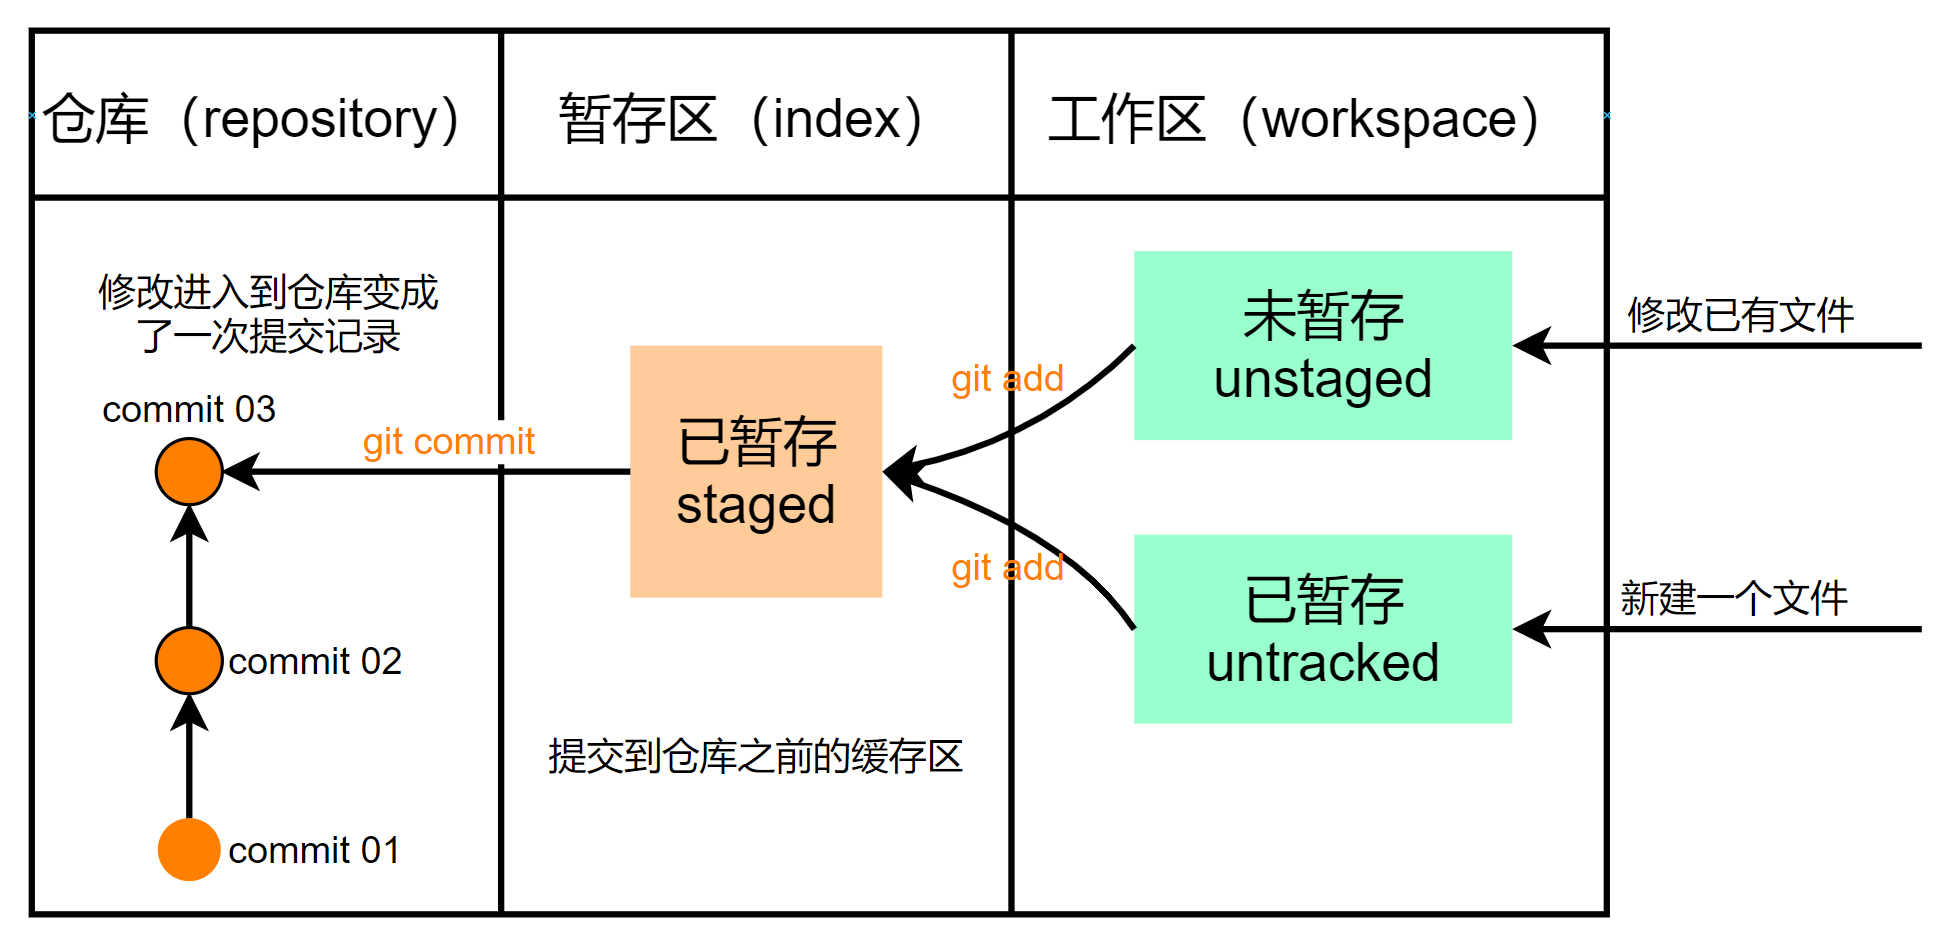 仓库（repository）
暂存区（index）
工作区（workspace）
修改进入到仓库变成
了一次提交记录
commit 03
git commit
commit 02
commit 01
已暂存
staged
提交到仓库之前的缓存区
git add
git add
未暂存
unstaged
已暂存
untracked
修改已有文件
新建一个文件